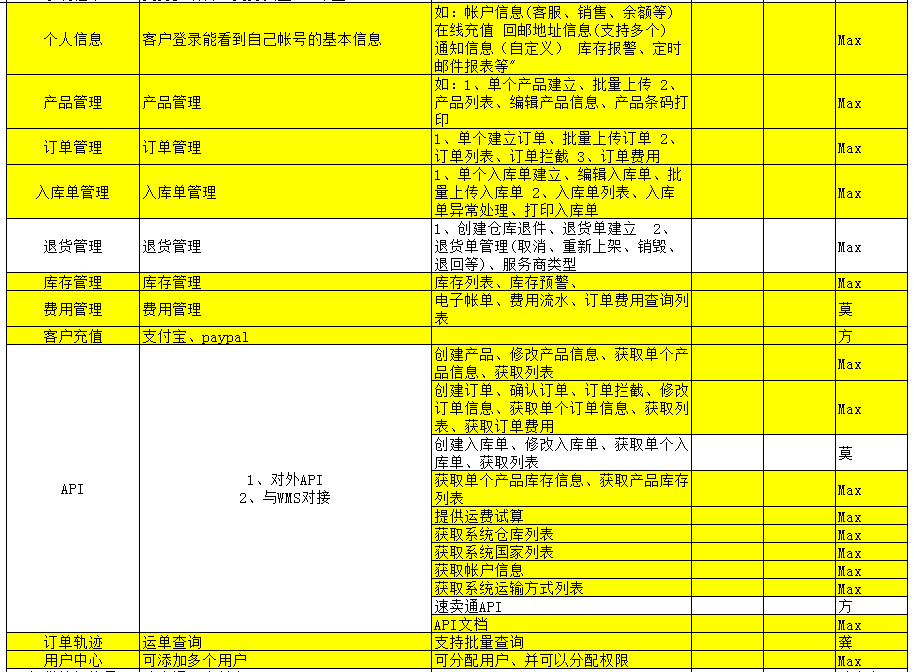 个人信息
客户登录能看到自己帐号的基本信息
如：帐户信息(客服、销售、余额等)
在线充值 回邮地址信息(支持多个)
通知信息（自定义） 库存报警、定时
邮件报表等"
Max
产品管理
产品管理
如：1、单个产品建立、批量上传 2、
产品列表、编辑产品信息、产品条码打
印
Max
订单管理
订单管理
1、单个建立订单、批量上传订单 2、
订单列表、订单拦截 3、订单费用
Max
入库单管理
入库单管理
1、单个入库单建立、编辑入库单、批
量上传入库单 2、入库单列表、入库
单异常处理、打印入库单
Max
退货管理
退货管理
1、创建仓库退件、退货单建立 2、
退货单管理(取消、重新上架、销毁、
退回等)、服务商类型
Max
库存管理
库存管理
库存列表、库存预警、
Max
费用管理
费用管理
电子帐单、费用流水、订单费用查询列
表
莫
客户充值
支付宝、paypal
方
API
1、对外API
2、与WMS对接
创建产品、修改产品信息、获取单个产
品信息、获取列表
Max
创建订单、确认订单、订单拦截、修改
订单信息、获取单个订单信息、获取列
表、获取订单费用
Max
创建入库单、修改入库单、获取单个入
库单、获取列表
莫
获取单个产品库存信息、获取产品库存
列表
Max
提供运费试算
Max
获取系统仓库列表
Max
获取系统国家列表
Max
获取帐户信息
Max
获取系统运输方式列表
Max
速卖通API
方
API文档
Max
订单轨迹
运单查询
支持批量查询
龚
用户中心
可添加多个用户
可分配用户、并可以分配权限
Max